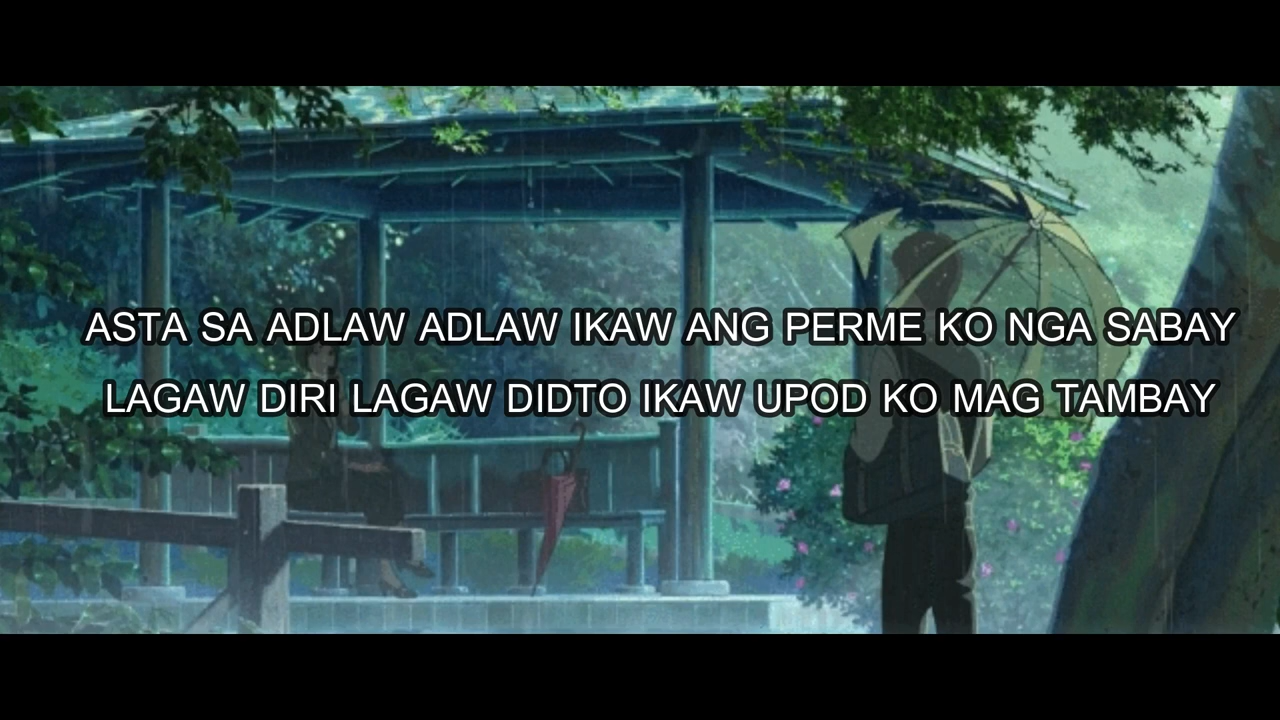 ASTA SA ADLAW ADLAW IKAW ANG PERME KO NGA SABAY
LAGAW DIRI LAGAW DIDTO IKAW UPOD KO MAG TAMBAY